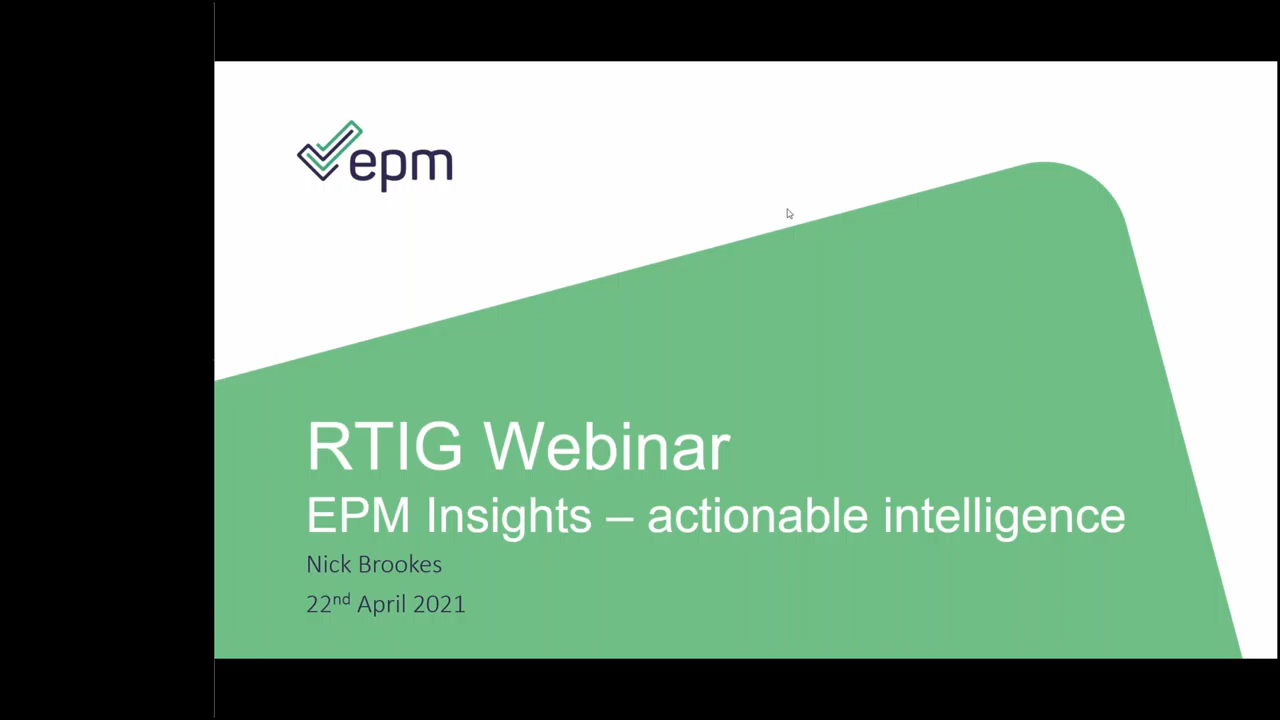 epm
RTIG Webinar
EPM Insights – actionable intelligence
Nick Brookes
22nd April 2021